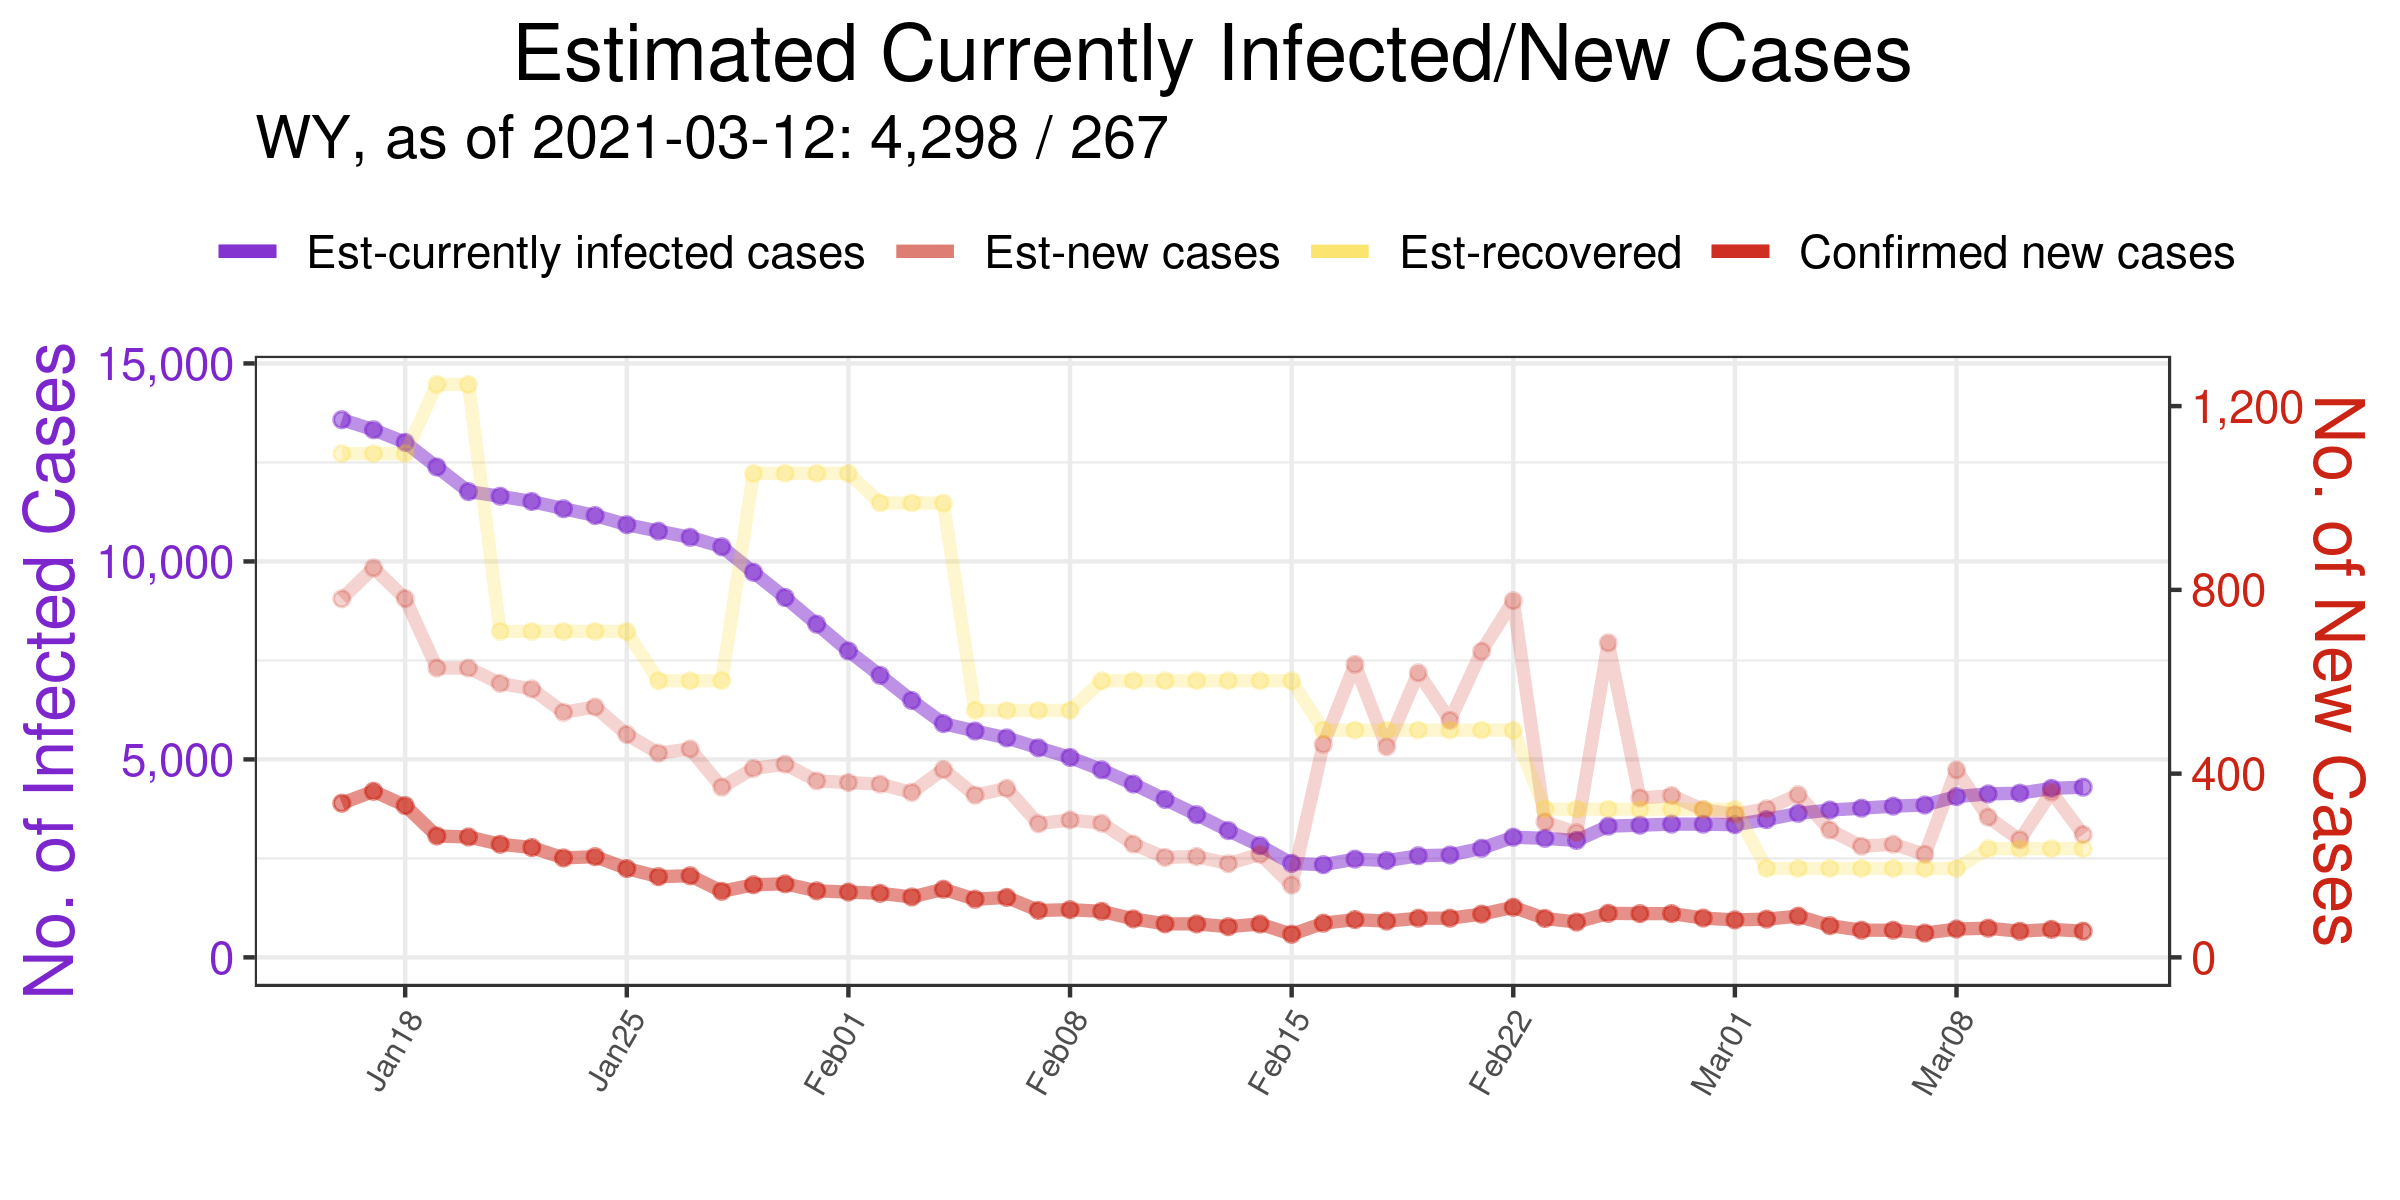 Estimated Currently Infected/New Cases
WY, as of 2021-03-12: 4,298 / 267
Est-currently infected cases Est-new cases Est-recovered Confirmed new cases
No. of Infected Cases
15,000
10,000
5,000
0
1,200
800
400
0
No. of New Cases
Jan18 Jan25 Feb01 Feb08 Feb15 Feb22 Mar01 Mar08